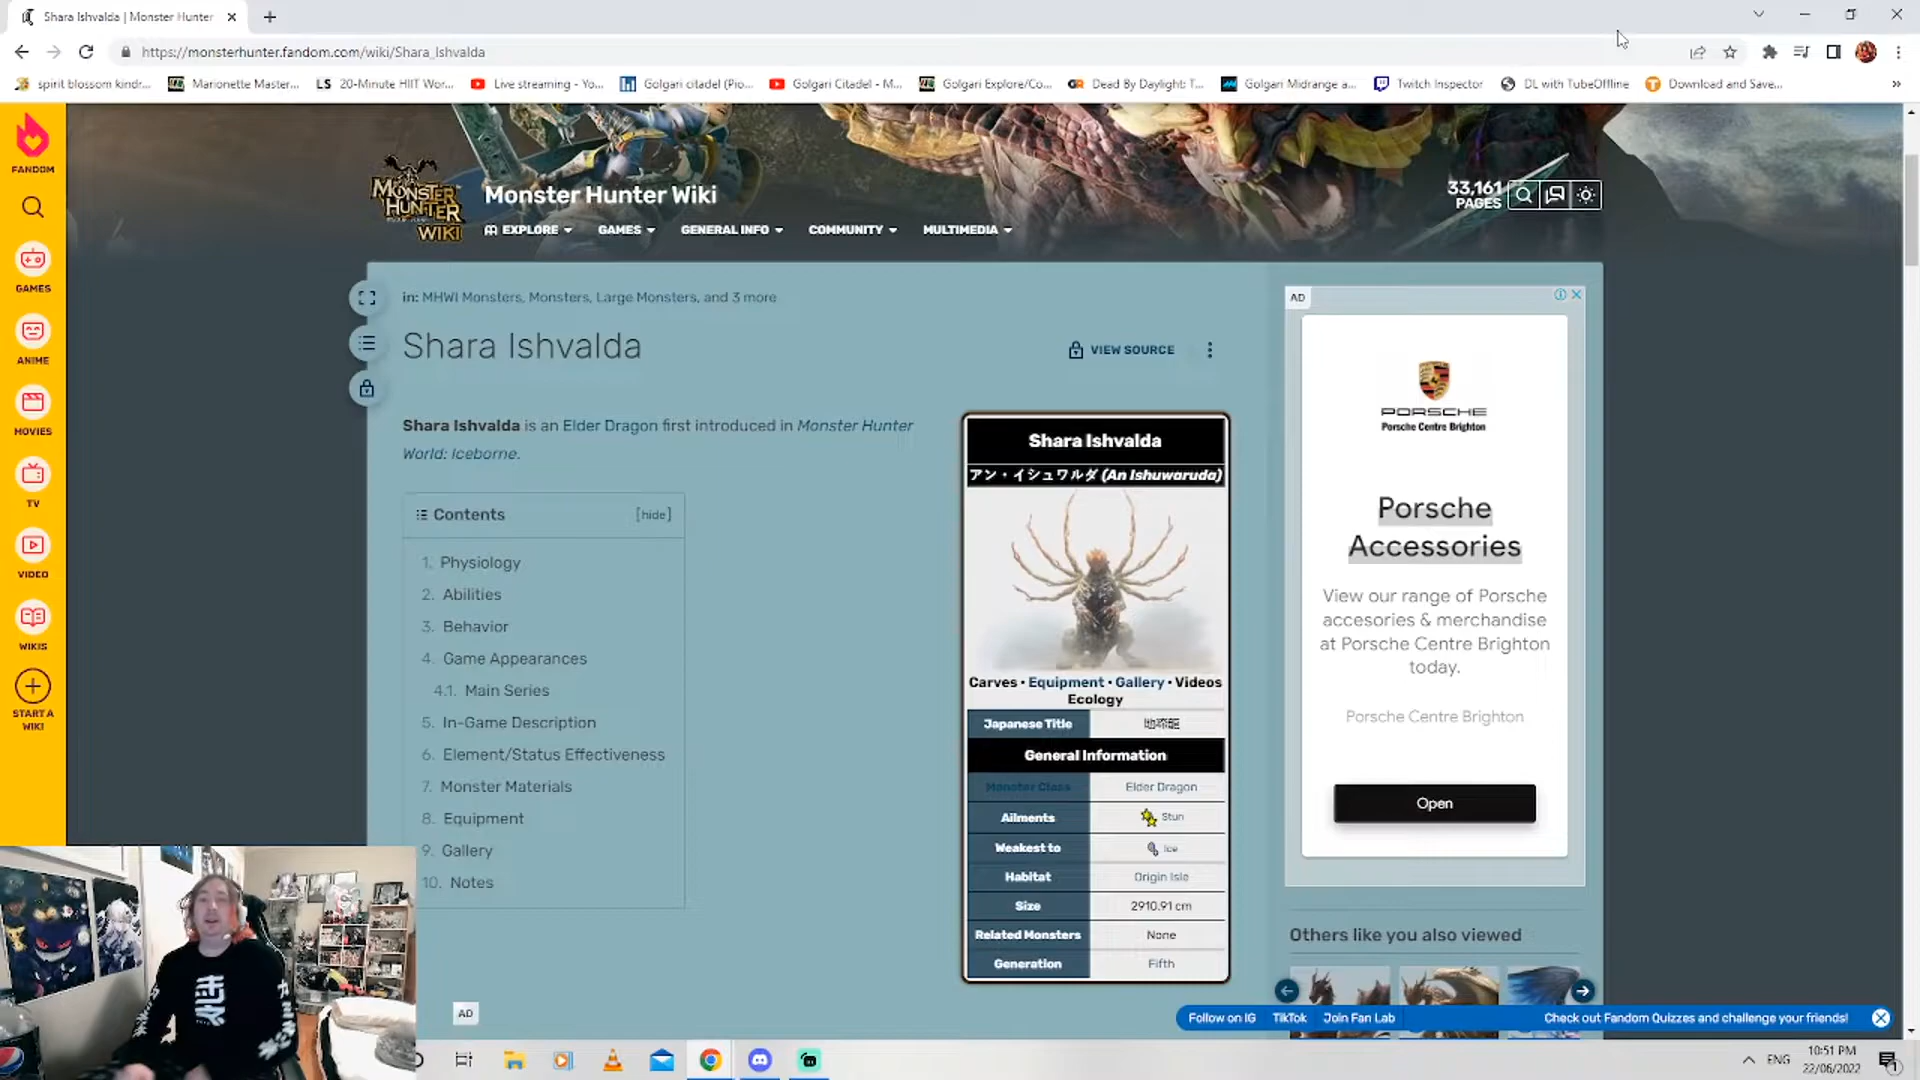 Shara Ishvalda | Monster Hunter
https://monsterhunter.fandom.com/wiki/Shara_Ishvalda
spirit blossom kindr...
Marionette Master...
LS 20-Minute HIIT Wor...
Live streaming - Yo...
Golgari citadel (Pio...
Golgari Citadel - M...
Golgari Explore/Co...
Dead By Daylight: T...
Golgari Midrange a...
Twitch Inspector
DL with TubeOffline
Download and Save...
»
FANDOM
GAMES
ANIME
MOVIES
TV
VIDEO
WIKIS
START A
WIKI
MONSTER
HUNTER
WIKI
Monster Hunter Wiki
33,161
PAGES
EXPLORE
GAMES
GENERAL INFO
COMMUNITY
MULTIMEDIA
in: MHWI Monsters, Monsters, Large Monsters, and 3 more
Shara Ishvalda
VIEW SOURCE
Shara Ishvalda is an Elder Dragon first introduced in Monster Hunter
World: Iceborne.
Contents [hide]
1. Physiology
2. Abilities
3. Behavior
4. Game Appearances
4.1. Main Series
5. In-Game Description
6. Element/Status Effectiveness
7. Monster Materials
8. Equipment
9. Gallery
10. Notes
AD
Shara Ishvalda
アン・イシュワルダ (An Ishuwaruda)
Carves • Equipment • Gallery • Videos
Ecology
Japanese Title
General Information
Monster Class Elder Dragon
Ailments Stun
Weakest to Ice
Habitat Origin Isle
Size 2910.91 cm
Related Monsters None
Generation Fifth
AD
PORSCHE
Porsche Centre Brighton
Porsche
Accessories
View our range of Porsche
accesories & merchandise
at Porsche Centre Brighton
today.
Porsche Centre Brighton
Open
Others like you also viewed
Follow on IG TikTok Join Fan Lab
Check out Fandom Quizzes and challenge your friends!
ENG
10:51 PM
22/06/2022